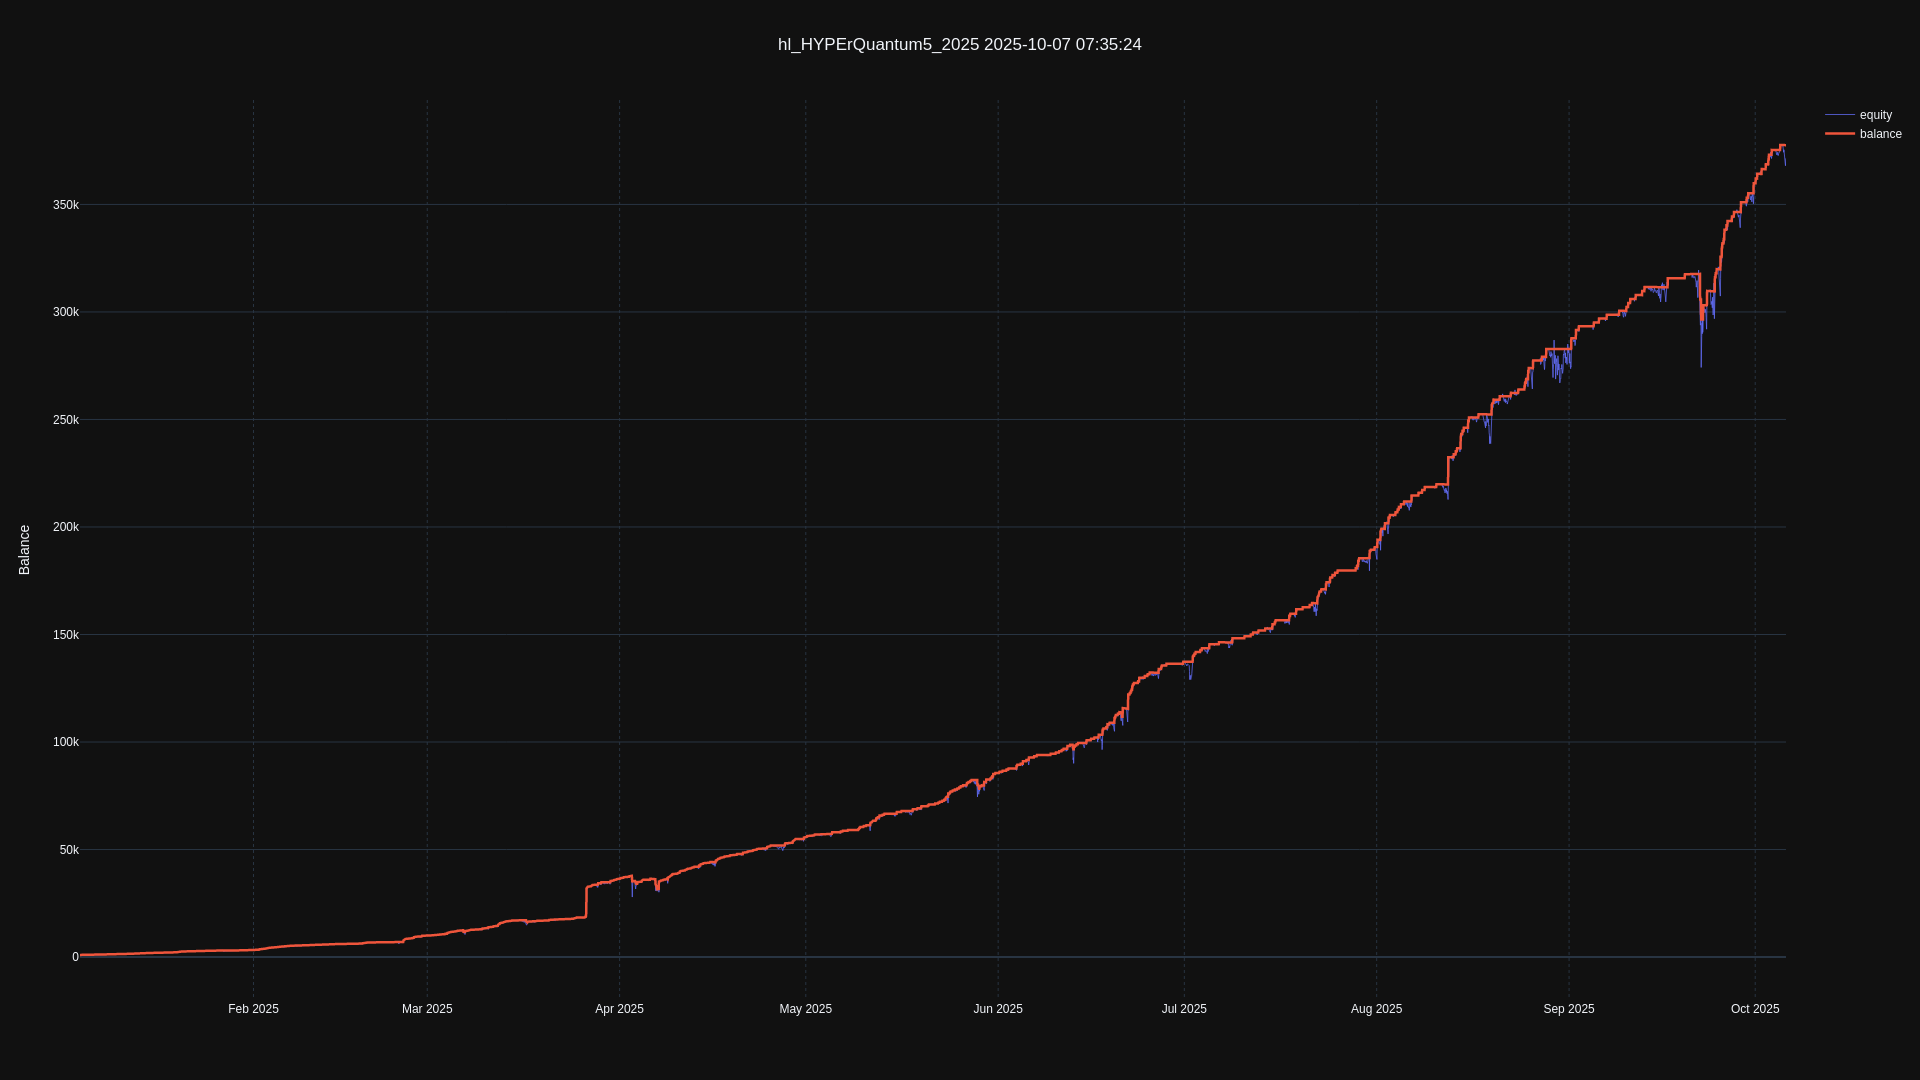 hl_HYPErQuantum5_2025 2025-10-07 07:35:24
equity
balance
Balance
350k
300k
250k
200k
150k
100k
50k
0
Feb 2025
Mar 2025
Apr 2025
May 2025
Jun 2025
Jul 2025
Aug 2025
Sep 2025
Oct 2025